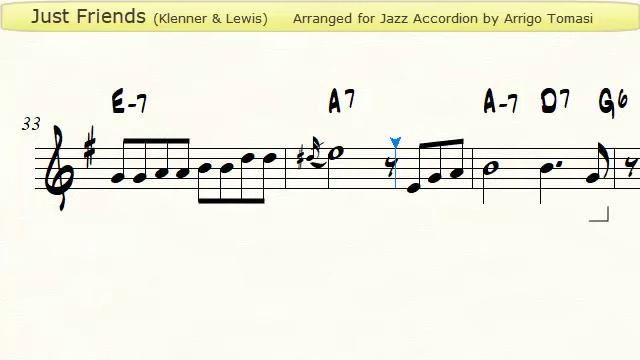 Just Friends (Klenner & Lewis) Arranged for Jazz Accordion by Arrigo Tomasi
E-7 A7 A-7 D7 G6
33